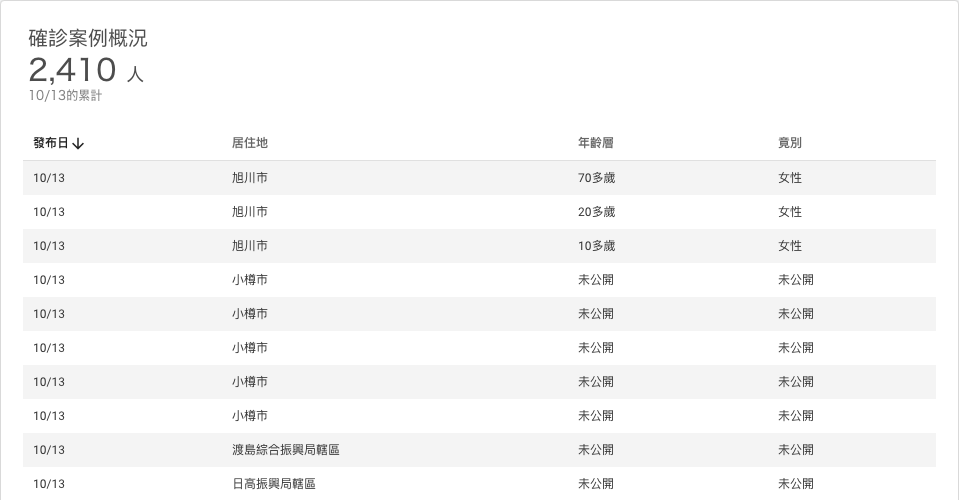 確診案例概況
2,410 人
10/13的累計
發布日↓ 居住地 年齡層 竟別
10/13 旭川市 70多歲 女性
10/13 旭川市 20多歲 女性
10/13 旭川市 10多歲 女性
10/13 小樽市 未公開 未公開
10/13 小樽市 未公開 未公開
10/13 小樽市 未公開 未公開
10/13 小樽市 未公開 未公開
10/13 小樽市 未公開 未公開
10/13 渡島綜合振興局轄區 未公開 未公開
10/13 日高振興局轄區 未公開 未公開